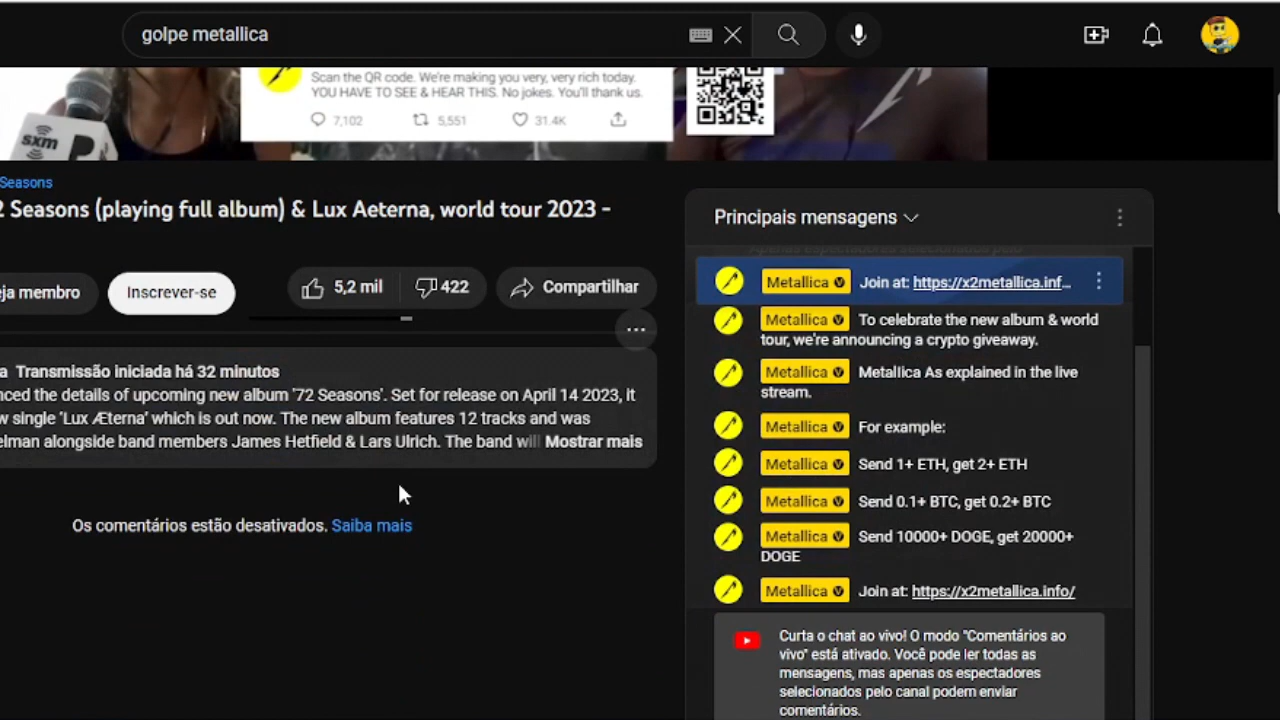 golpe metallica
Scan the QR code. We're making you very, very rich today.
YOU HAVE TO SEE & HEAR THIS. No jokes. You'll thank us.
7,102 5,551 31.4K
sxm
Seasons
2 Seasons (playing full album) & Lux Aeterna, world tour 2023 -
eja membro
Inscrever-se
5,2 mil
422
Compartilhar
...
a Transmissão iniciada há 32 minutos
nced the details of upcoming new album '72 Seasons'. Set for release on April 14 2023, it
w single 'Lux Æterna' which is out now. The new album features 12 tracks and was
elman alongside band members James Hetfield & Lars Ulrich. The band will Mostrar mais
Os comentários estão desativados. Saiba mais
Principais mensagens
Metallica Join at: https://x2metallica.inf...
Metallica To celebrate the new album & world
tour, we're announcing a crypto giveaway.
Metallica Metallica As explained in the live
stream.
Metallica For example:
Metallica Send 1+ ETH, get 2+ ETH
Metallica Send 0.1+ BTC, get 0.2+ BTC
Metallica Send 10000+ DOGE, get 20000+
DOGE
Metallica Join at: https://x2metallica.info/
Curta o chat ao vivo! O modo "Comentários ao
vivo" está ativado. Você pode ler todas as
mensagens, mas apenas os espectadores
selecionados pelo canal podem enviar
comentários.